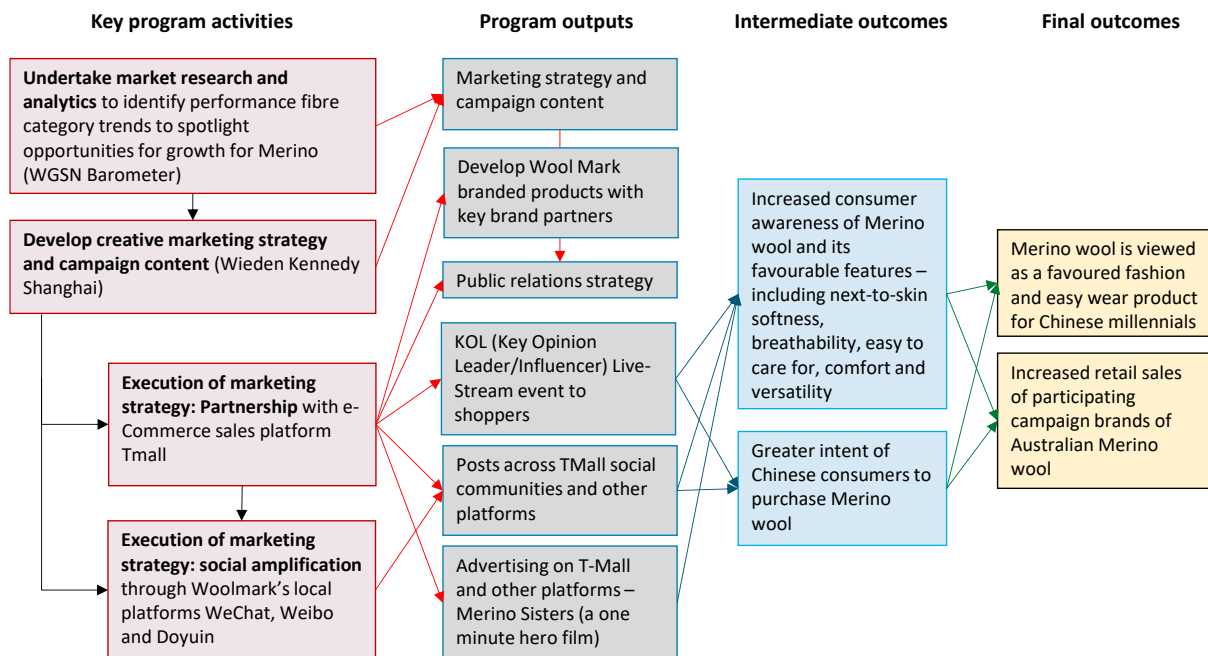 Key program activities
Program outputs
Intermediate outcomes
Final outcomes
Undertake market research and
analytics to identify performance fibre
category trends to spotlight
opportunities for growth for Merino
(WGSN Barometer)
Develop creative marketing strategy
and campaign content (Wieden Kennedy
Shanghai)
Execution of marketing
strategy: Partnership with e-
Commerce sales platform
Tmall
Execution of marketing
strategy: social amplification
through Woolmark's local
platforms WeChat, Weibo
and Doyuin
Marketing strategy and
campaign content
Develop Wool Mark
branded products with
key brand partners
Public relations strategy
KOL (Key Opinion
Leader/Influencer) Live-
Stream event to
shoppers
Posts across TMall social
communities and other
platforms
Advertising on T-Mall
and other platforms –
Merino Sisters (a one
minute hero film)
Increased consumer
awareness of Merino
wool and its
favourable features –
including next-to-skin
softness,
breathability, easy to
care for, comfort and
versatility
Greater intent of
Chinese consumers to
purchase Merino
wool
Merino wool is viewed
as a favoured fashion
and easy wear product
for Chinese millennials
Increased retail sales
of participating
campaign brands of
Australian Merino
wool